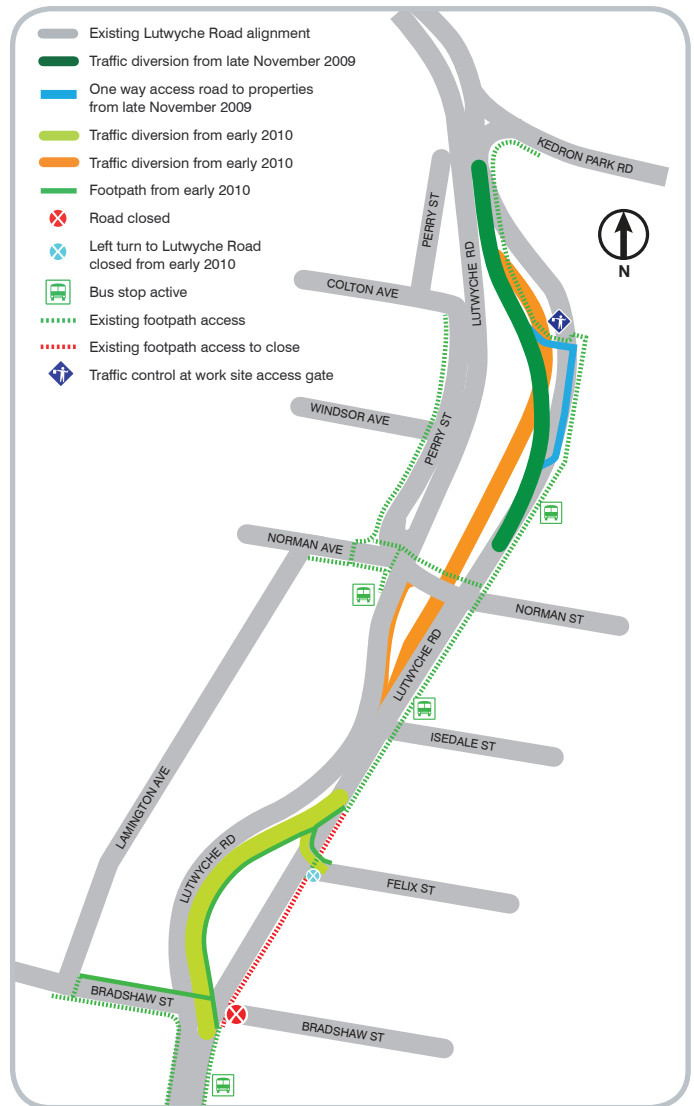 Existing Lutwyche Road alignment
Traffic diversion from late November 2009
One way access road to properties
from late November 2009
Traffic diversion from early 2010
Traffic diversion from early 2010
Footpath from early 2010
Road closed
Left turn to Lutwyche Road
closed from early 2010
Bus stop active
Existing footpath access
Existing footpath access to close
Traffic control at work site access gate
KEDRON PARK RD
PERRY ST
N
LUTWYCHE RD
COLTON AVE
WINDSOR AVE
PERRY ST
NORMAN AVE
NORMAN ST
LUTWYCHE RD
ISEDALE ST
LAMINGTON AVE
LUTWYCHE RD
FELIX ST
BRADSHAW ST
BRADSHAW ST